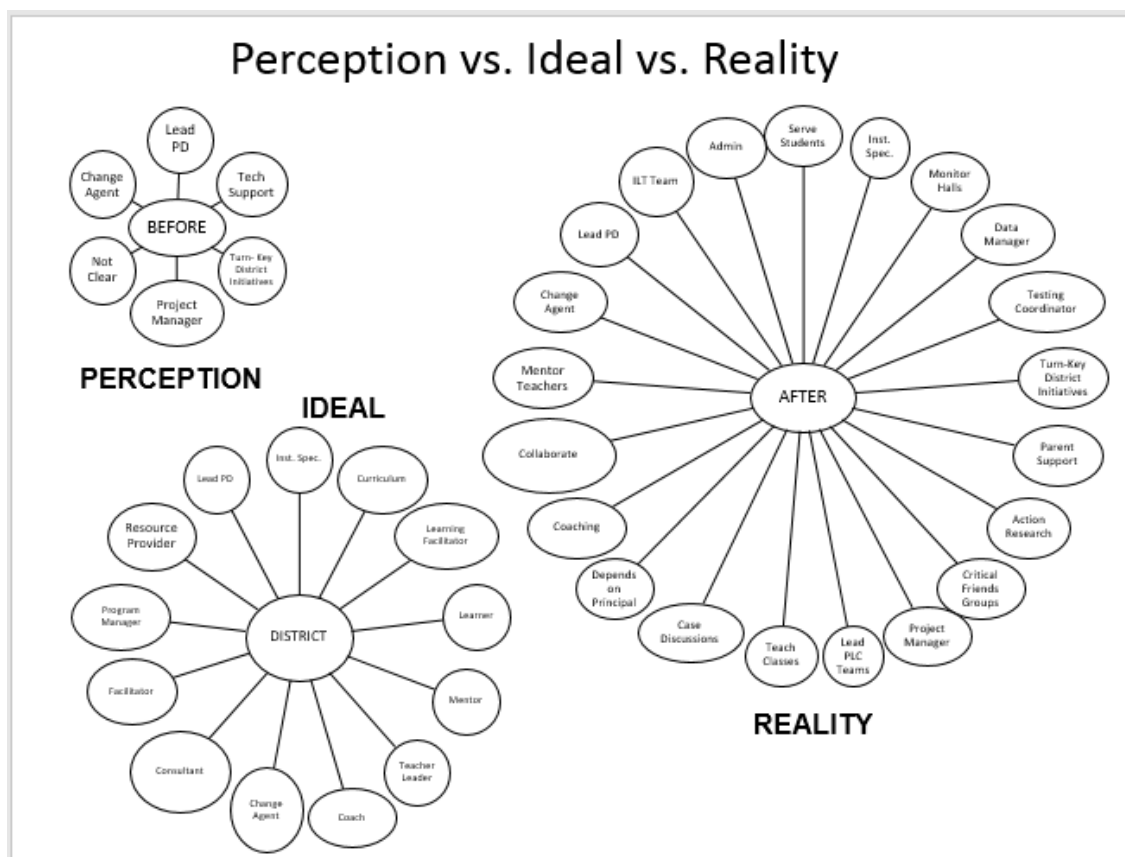 Perception vs. Ideal vs. Reality
Lead
PD
Change
Agent
Tech
Support
BEFORE
Not
Clear
Turn- Key
District
Initiatives
Project
Manager
PERCEPTION
IDEAL
Inst. Spec.
Lead PD
Curriculum
Resource
Provider
Learning
Facilitator
Program
Manager
Learner
DISTRICT
Facilitator
Mentor
Consultant
Teacher
Leader
Change
Agent
Coach
Serve
Students
Admin
Inst.
Spec.
ILT Team
Monitor
Halls
Lead PD
Data
Manager
Change
Agent
Testing
Coordinator
Mentor
Teachers
AFTER
Turn-Key
District
Initiatives
Collaborate
Parent
Support
Coaching
Action
Research
Depends
on
Principal
Critical
Friends
Groups
Case
Discussions
Teach
Classes
Lead
PLC
Teams
Project
Manager
REALITY